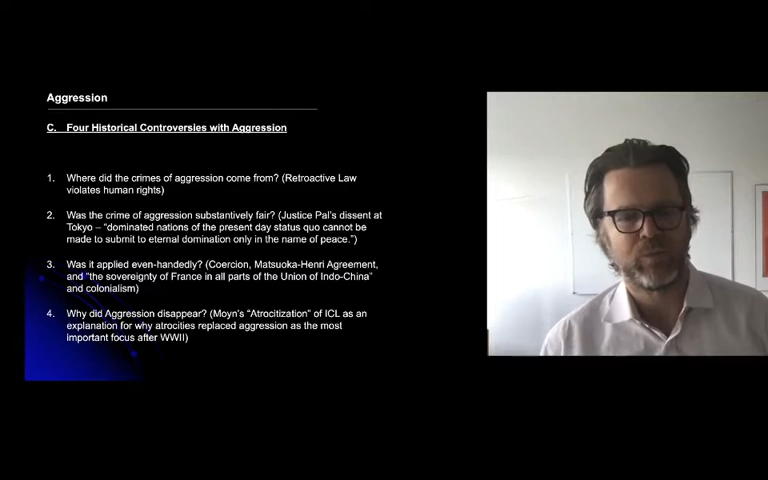 Aggression
C. Four Historical Controversies with Aggression
1. Where did the crimes of aggression come from? (Retroactive Law
violates human rights)
2. Was the crime of aggression substantively fair? (Justice Pal's dissent at
Tokyo – "dominated nations of the present day status quo cannot be
made to submit to eternal domination only in the name of peace.")
3. Was it applied even-handedly? (Coercion, Matsuoka-Henri Agreement,
and "the sovereignty of France in all parts of the Union of Indo-China"
and colonialism)
4. Why did Aggression disappear? (Moyn's "Atrocitization" of ICL as an
explanation for why atrocities replaced aggression as the most
important focus after WWII)